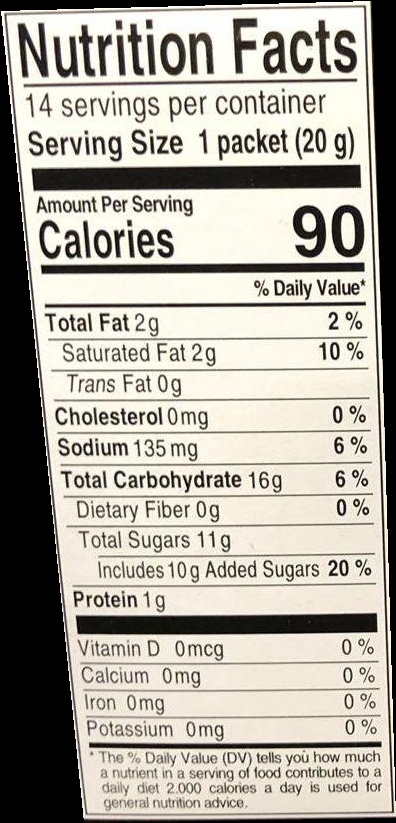 Nutrition Facts
14 servings per container
Serving Size 1 packet (20 g)
Amount Per Serving
Calories 90
% Daily Value*
Total Fat 2g 2 %
Saturated Fat 2g 10 %
Trans Fat 0g
Cholesterol 0mg 0 %
Sodium 135 mg 6 %
Total Carbohydrate 16g 6 %
Dietary Fiber 0g 0 %
Total Sugars 11g
Includes 10g Added Sugars 20 %
Protein 1g
Vitamin D 0mcg 0 %
Calcium 0mg 0 %
Iron 0mg 0 %
Potassium 0mg 0 %
* The % Daily Value (DV) tells you how much
a nutrient in a serving of food contributes to a
daily diet 2.000 calories a day is used for
general nutrition advice.